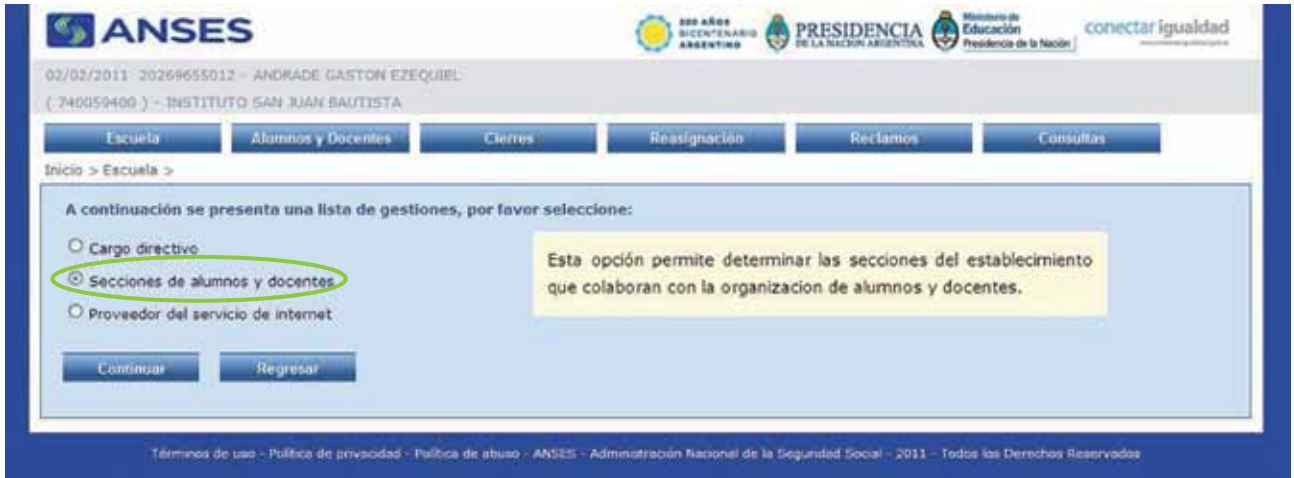 ANSES
200 AÑOS
BICENTENARIO
ARGENTINO
PRESIDENCIA
DE LA NACION ARGENTINA
Ministerio de
Educación
Presidencia de la Nación
conectar igualdad
02/02/2011 20269655012 - ANDRADE GASTON EZEQUIEL
( 740059400 ) - INSTITUTO SAN JUAN BAUTISTA
Escuela Alumnos y Docentes Cierres Reasignación Reclamos Consultas
Inicio > Escuela >
A continuación se presenta una lista de gestiones, por favor seleccione:
Cargo directivo
Secciones de alumnos y docentes
Proveedor del servicio de internet
Esta opción permite determinar las secciones del establecimiento
que colaboran con la organizacion de alumnos y docentes.
Continuar Regresar
Términos de uso - Política de privacidad - Política de abuso - ANSES - Administración Nacional de la Seguridad Social - 2011 - Todos los Derechos Reservados